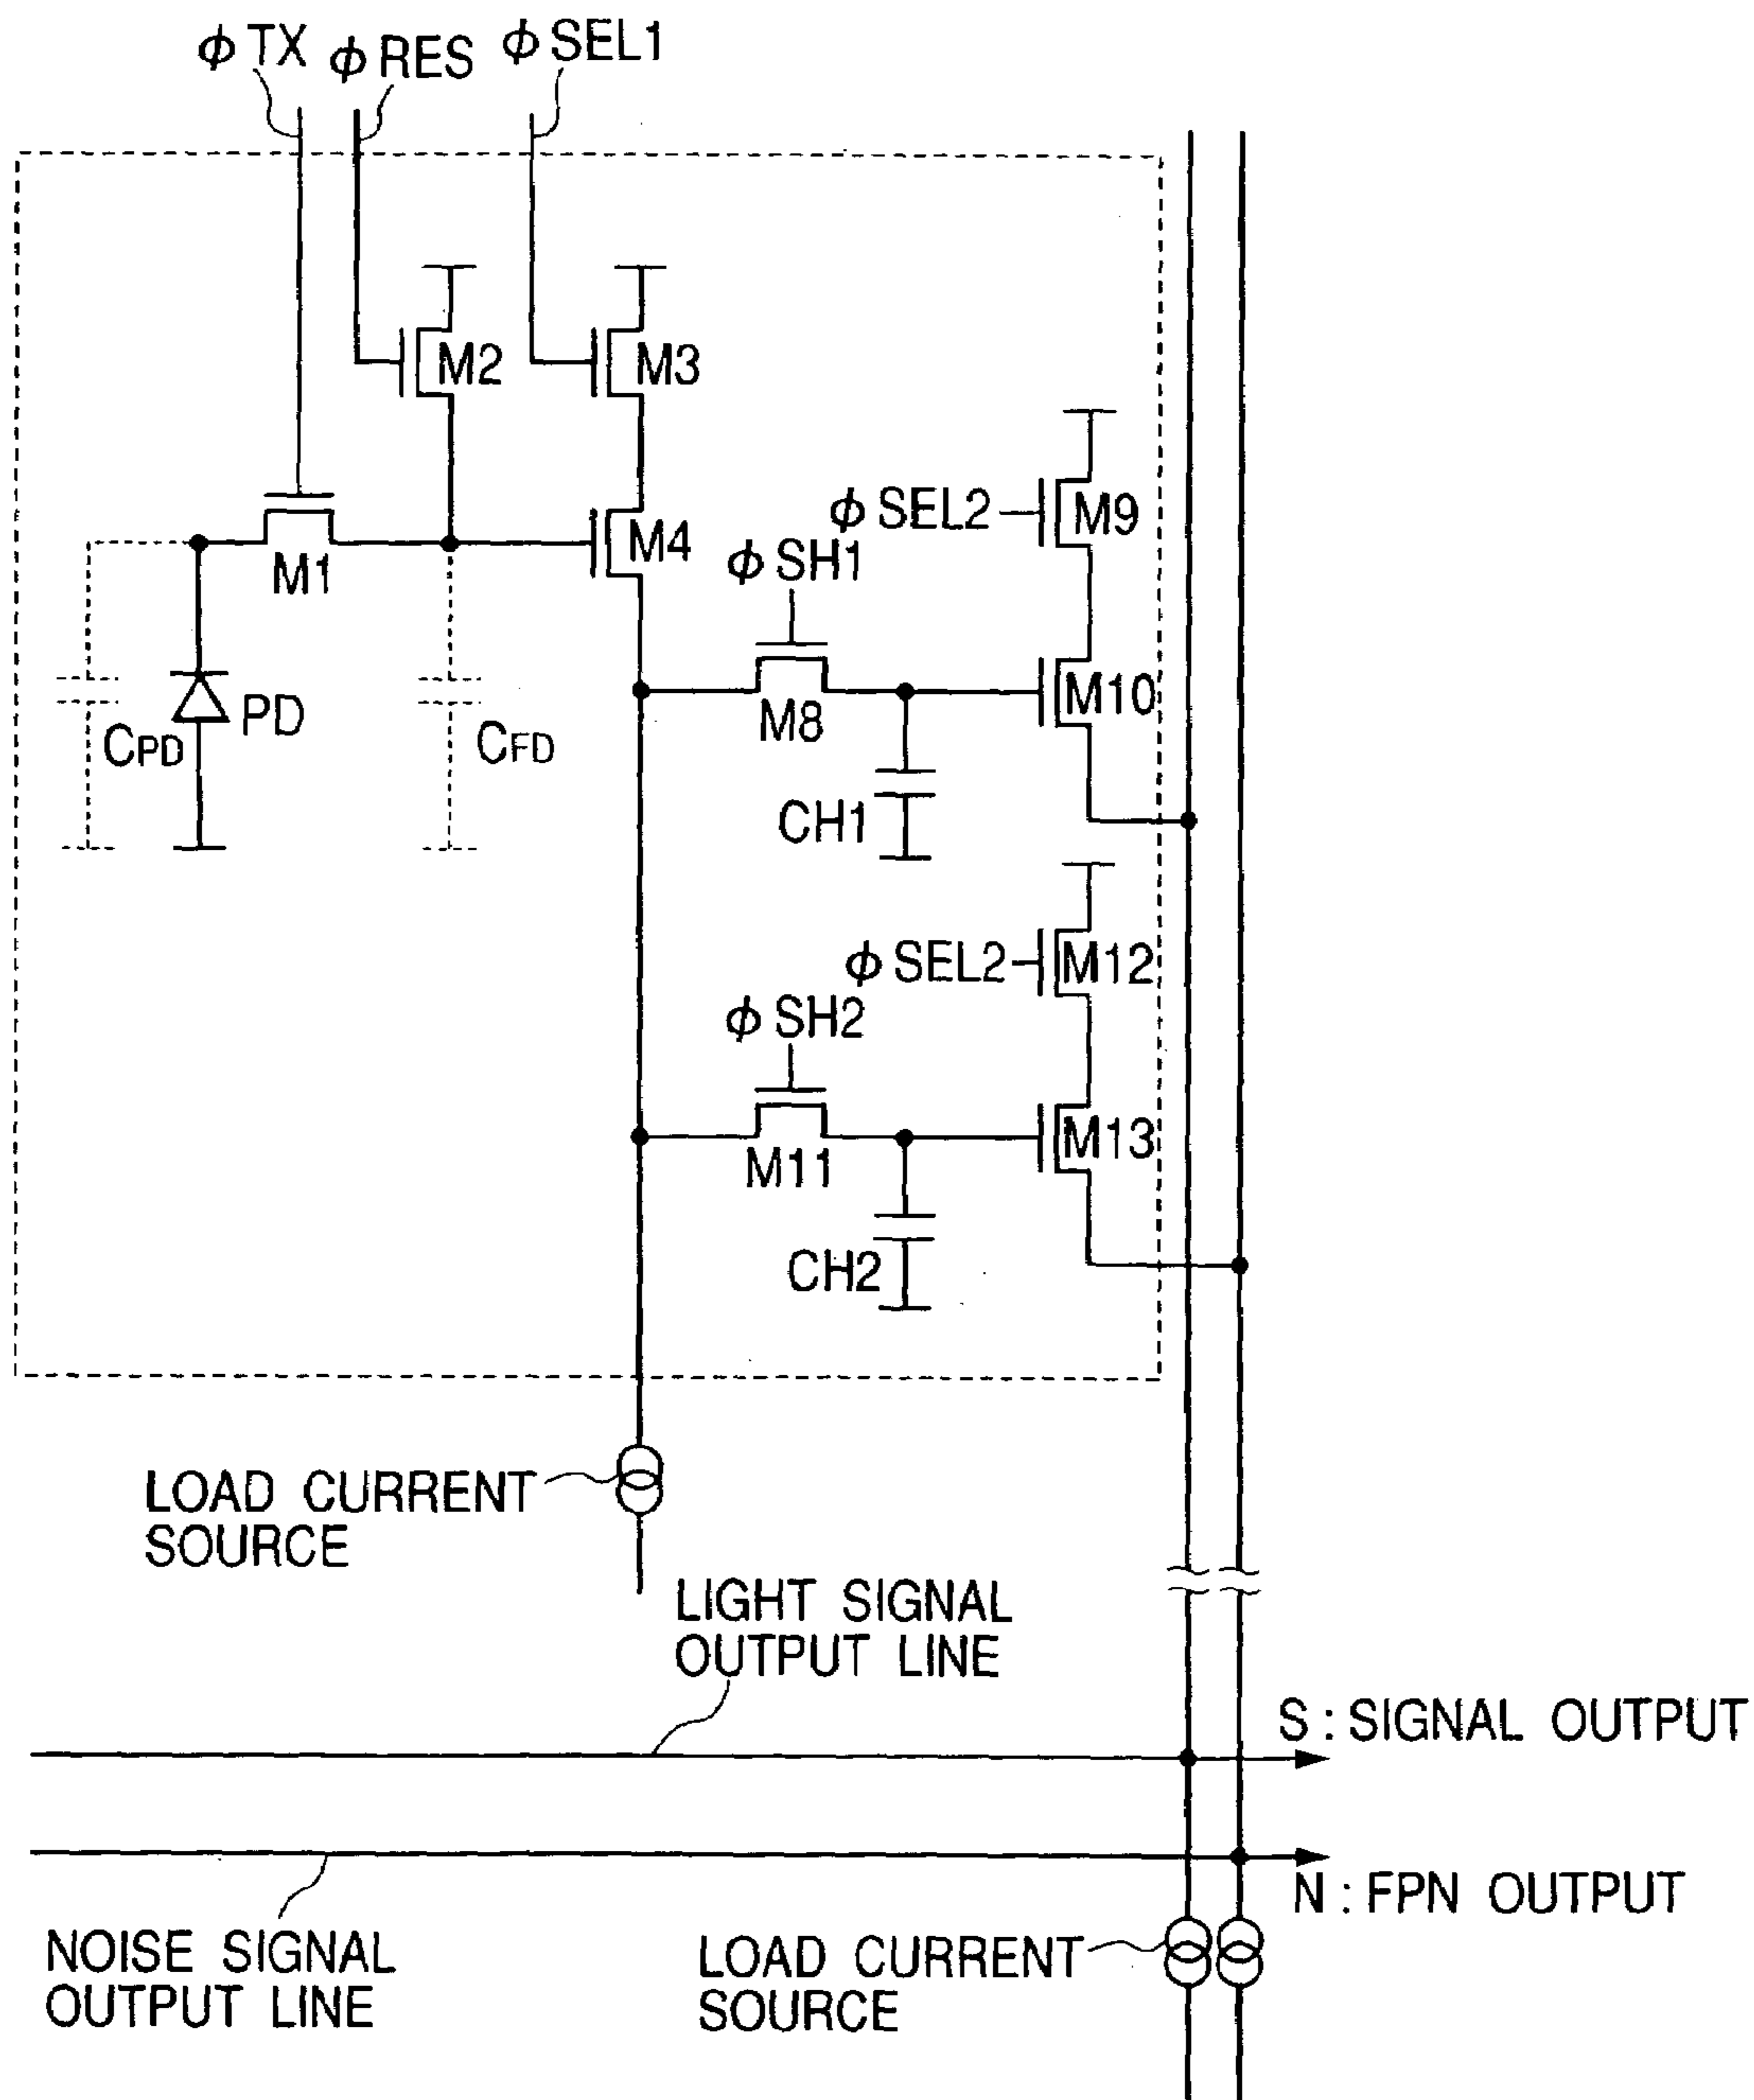 ϕTX
ϕRES
ϕSEL1
M2
M3
M1
M4
ϕSEL2
M9
ϕSH1
M8
M10
CPD
PD
CFD
CH1
ϕSEL2
M12
ϕSH2
M11
M13
CH2
LOAD CURRENT
SOURCE
LIGHT SIGNAL
OUTPUT LINE
S : SIGNAL OUTPUT
N : FPN OUTPUT
NOISE SIGNAL
OUTPUT LINE
LOAD CURRENT
SOURCE